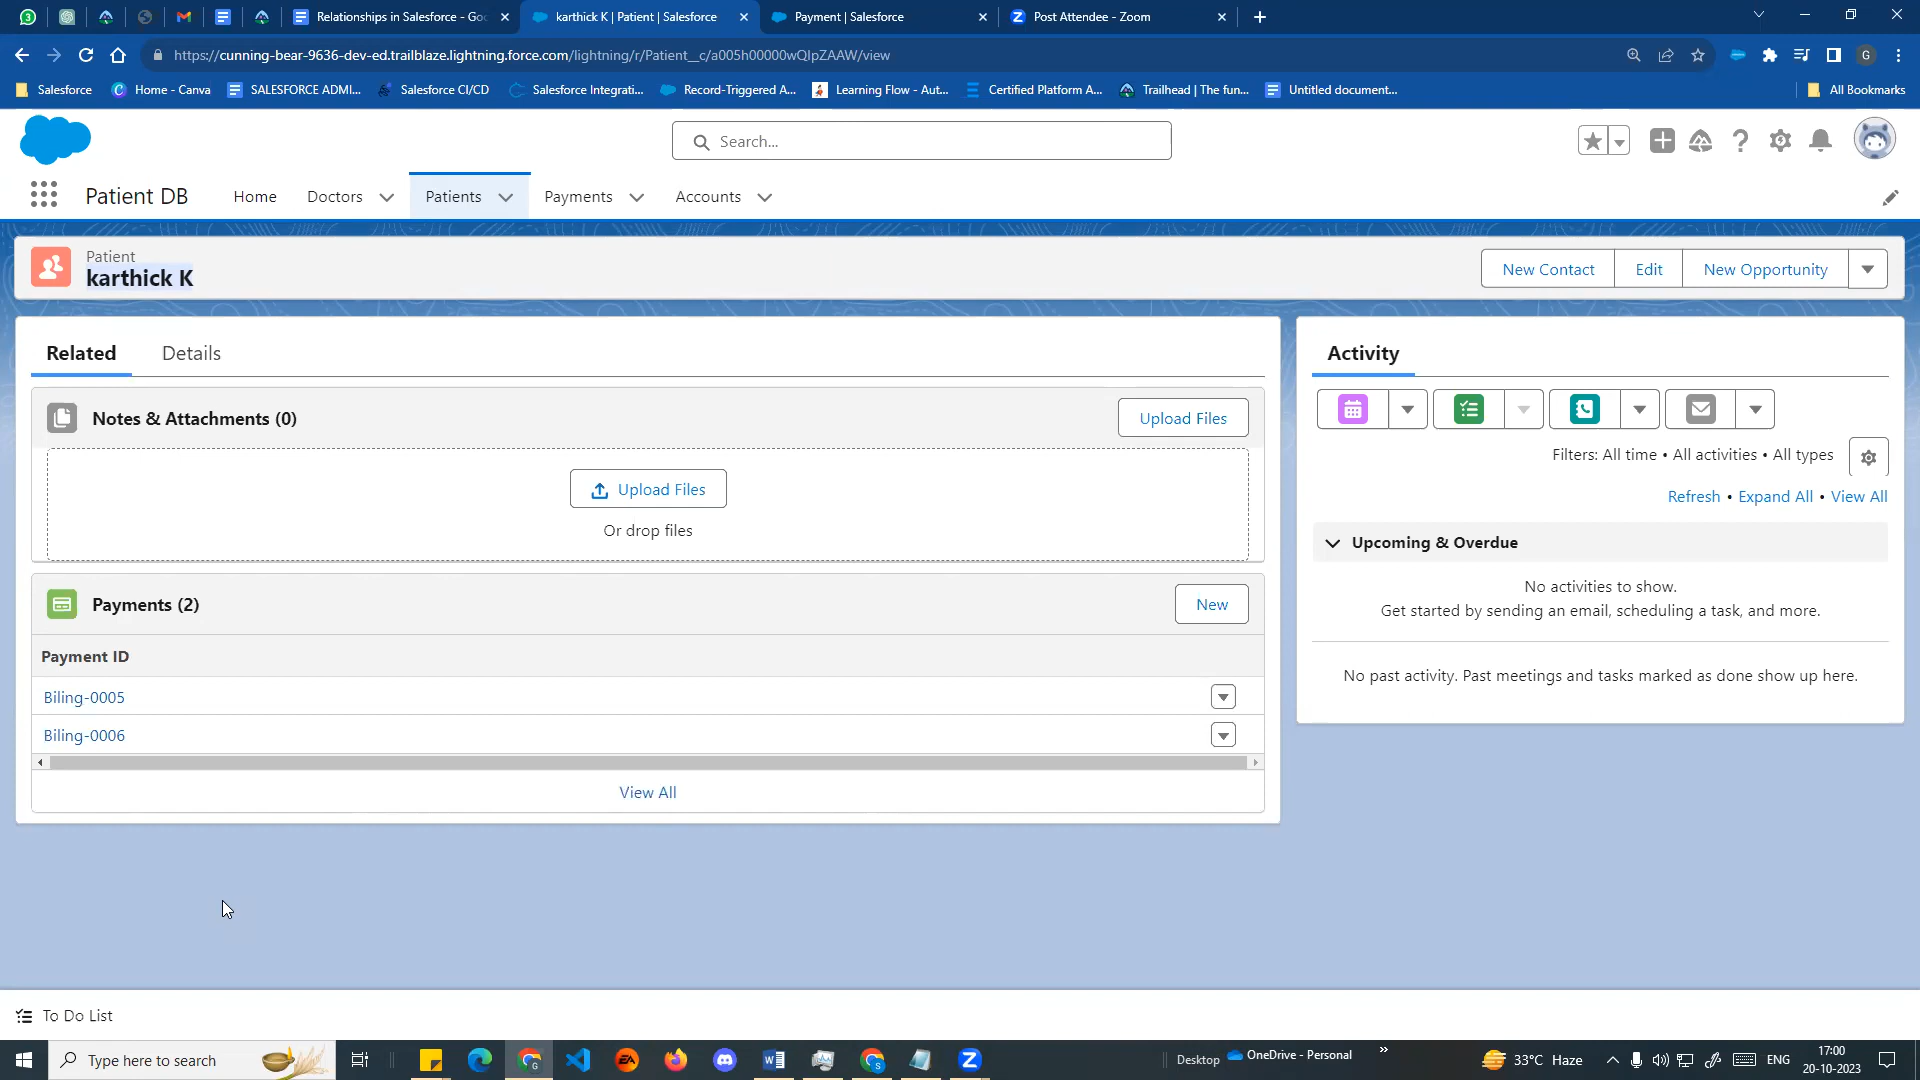 3
Relationships in Salesforce - Goo
karthick K | Patient | Salesforce
Payment | Salesforce
Post Attendee - Zoom
https://cunning-bear-9636-dev-ed.trailblaze.lightning.force.com/lightning/r/Patient__c/a005h00000wQIpZAAW/view
G
Salesforce
Home - Canva
SALESFORCE ADMI...
Salesforce CI/CD
Salesforce Integrati...
Record-Triggered A...
Learning Flow - Aut...
Certified Platform A...
Trailhead | The fun...
Untitled document...
All Bookmarks
Search...
Patient DB
Home
Doctors
Patients
Payments
Accounts
Patient
karthick K
New Contact
Edit
New Opportunity
Related
Details
Notes & Attachments (0)
Upload Files
Upload Files
Or drop files
Payments (2)
New
Payment ID
Biling-0005
Biling-0006
View All
Activity
Filters: All time • All activities • All types
Refresh • Expand All • View All
Upcoming & Overdue
No activities to show.
Get started by sending an email, scheduling a task, and more.
No past activity. Past meetings and tasks marked as done show up here.
To Do List
Type here to search
EA
Desktop
OneDrive - Personal
33°C Haze
ENG
17:00
20-10-2023